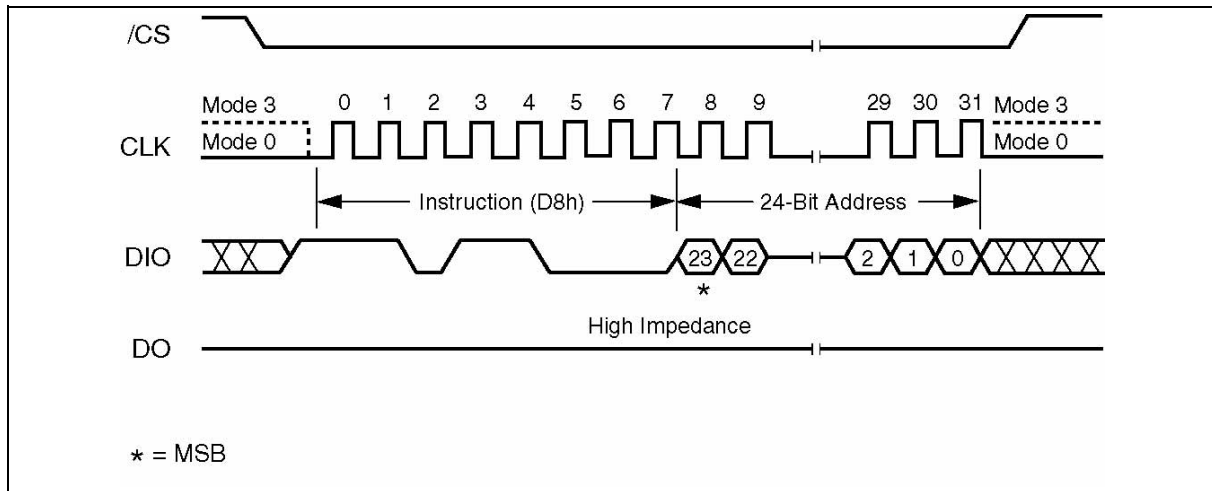 /CS
Mode 3 0 1 2 3 4 5 6 7 8 9 29 30 31 Mode 3
CLK Mode 0 Mode 0
Instruction (D8h) 24-Bit Address
DIO 23 22 2 1 0
*
High Impedance
DO
* = MSB